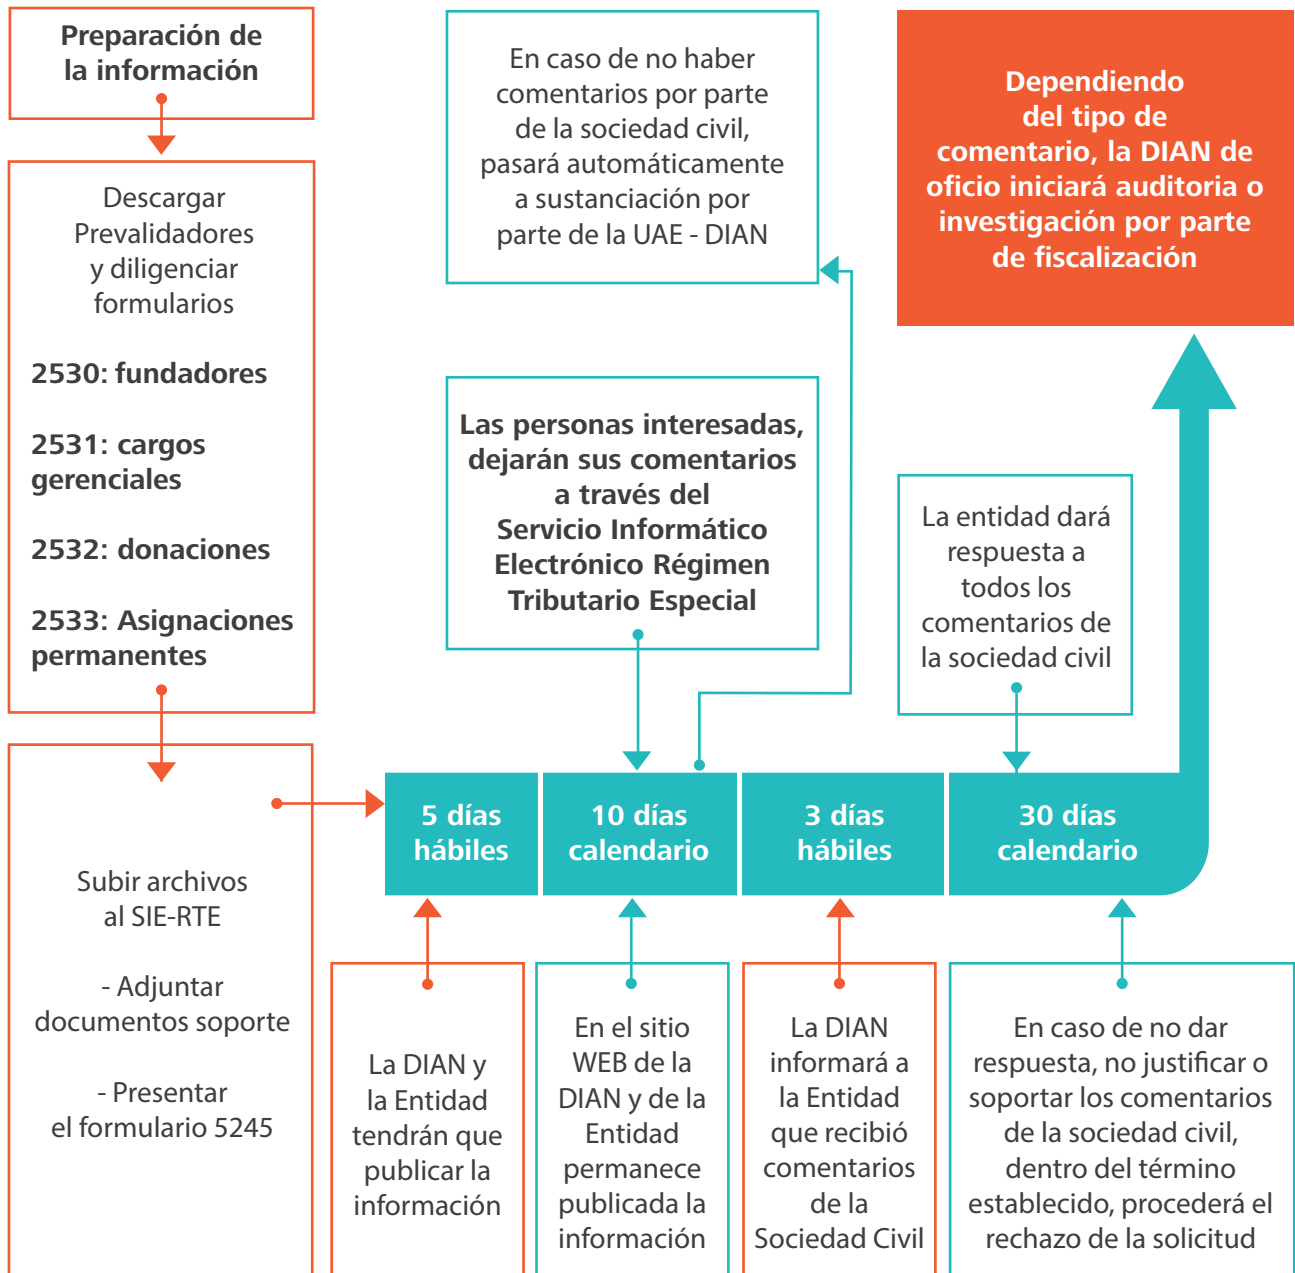 Preparación de
la información
Descargar
Prevalidadores
y diligenciar
formularios
2530: fundadores
2531: cargos
gerenciales
2532: donaciones
2533: Asignaciones
permanentes
Subir archivos
al SIE-RTE
- Adjuntar
documentos soporte
- Presentar
el formulario 5245
En caso de no haber
comentarios por parte
de la sociedad civil,
pasará automáticamente
a sustanciación por
parte de la UAE - DIAN
Las personas interesadas,
dejarán sus comentarios
a través del
Servicio Informático
Electrónico Régimen
Tributario Especial
Dependiendo
del tipo de
comentario, la DIAN de
oficio iniciará auditoria o
investigación por parte
de fiscalización
La entidad dará
respuesta a
todos los
comentarios de
la sociedad civil
5 días
hábiles
10 días
calendario
3 días
hábiles
30 días
calendario
La DIAN y
la Entidad
tendrán que
publicar la
información
En el sitio
WEB de la
DIAN y de la
Entidad
permanece
publicada la
información
La DIAN
informará a
la Entidad
que recibió
comentarios
de la
Sociedad Civil
En caso de no dar
respuesta, no justificar o
soportar los comentarios
de la sociedad civil,
dentro del término
establecido, procederá el
rechazo de la solicitud